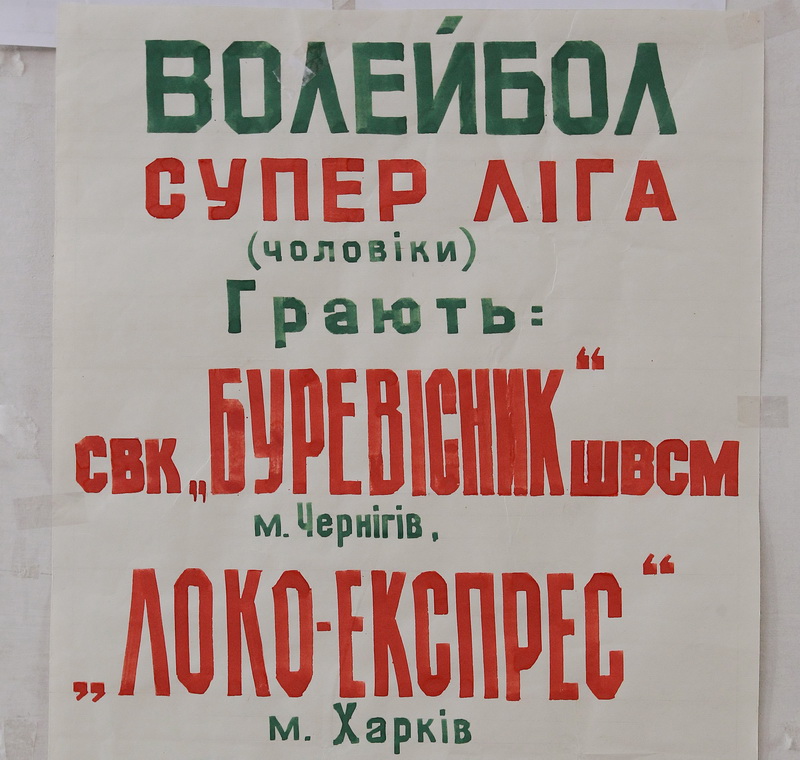 ВОЛЕЙБОЛ
СУПЕР ЛІГА
(чоловіки)
Грають:
СВК „БУРЕВІСНИК“ ШВСМ
м. Чернігів,
„ЛОКО-ЕКСПРЕС“
м. Харків